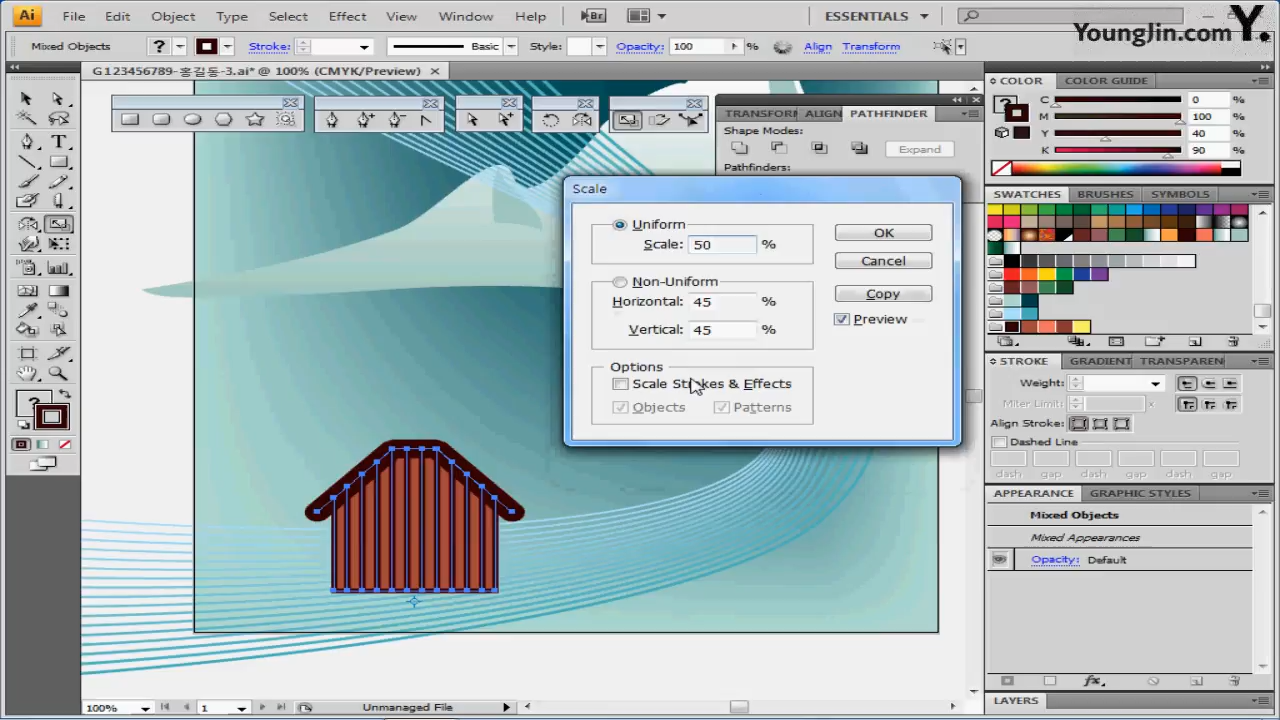 Ai File Edit Object Type Select Effect View Window Help Br ESSENTIALS
YoungJin.com Y.
Mixed Objects ? Stroke: Basic Style: Opacity: 100 % Align Transform
G123456789-홍길동-3.ai* @ 100% (CMYK/Preview) ×
COLOR COLOR GUIDE
C 0 %
M 100 %
Y 40 %
K 90 %
TRANSFORM ALIGN PATHFINDER
Shape Modes:
Expand
Pathfinders:
Scale
Uniform
Scale: 50 %
OK
Cancel
Non-Uniform
Horizontal: 45 %
Vertical: 45 %
Copy
Preview
Options
Scale Strokes & Effects
Objects Patterns
SWATCHES BRUSHES SYMBOLS
STROKE GRADIENT TRANSPAREN
Weight:
Miter Limit: x
Align Stroke:
Dashed Line
dash gap dash gap dash gap
APPEARANCE GRAPHIC STYLES
Mixed Objects
Mixed Appearances
Opacity: Default
fx
LAYERS
100% 1 Unmanaged File